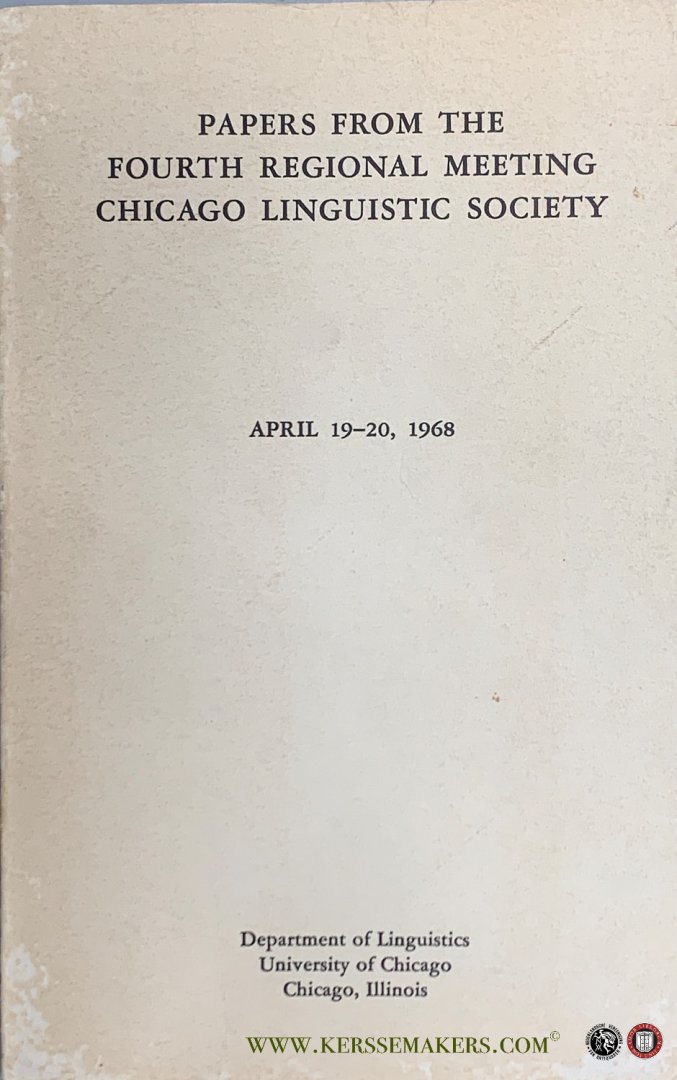 PAPERS FROM THE
FOURTH REGIONAL MEETING
CHICAGO LINGUISTIC SOCIETY
APRIL 19–20, 1968
Department of Linguistics
University of Chicago
Chicago, Illinois
WWW.KERSSEMAKERS.COM©